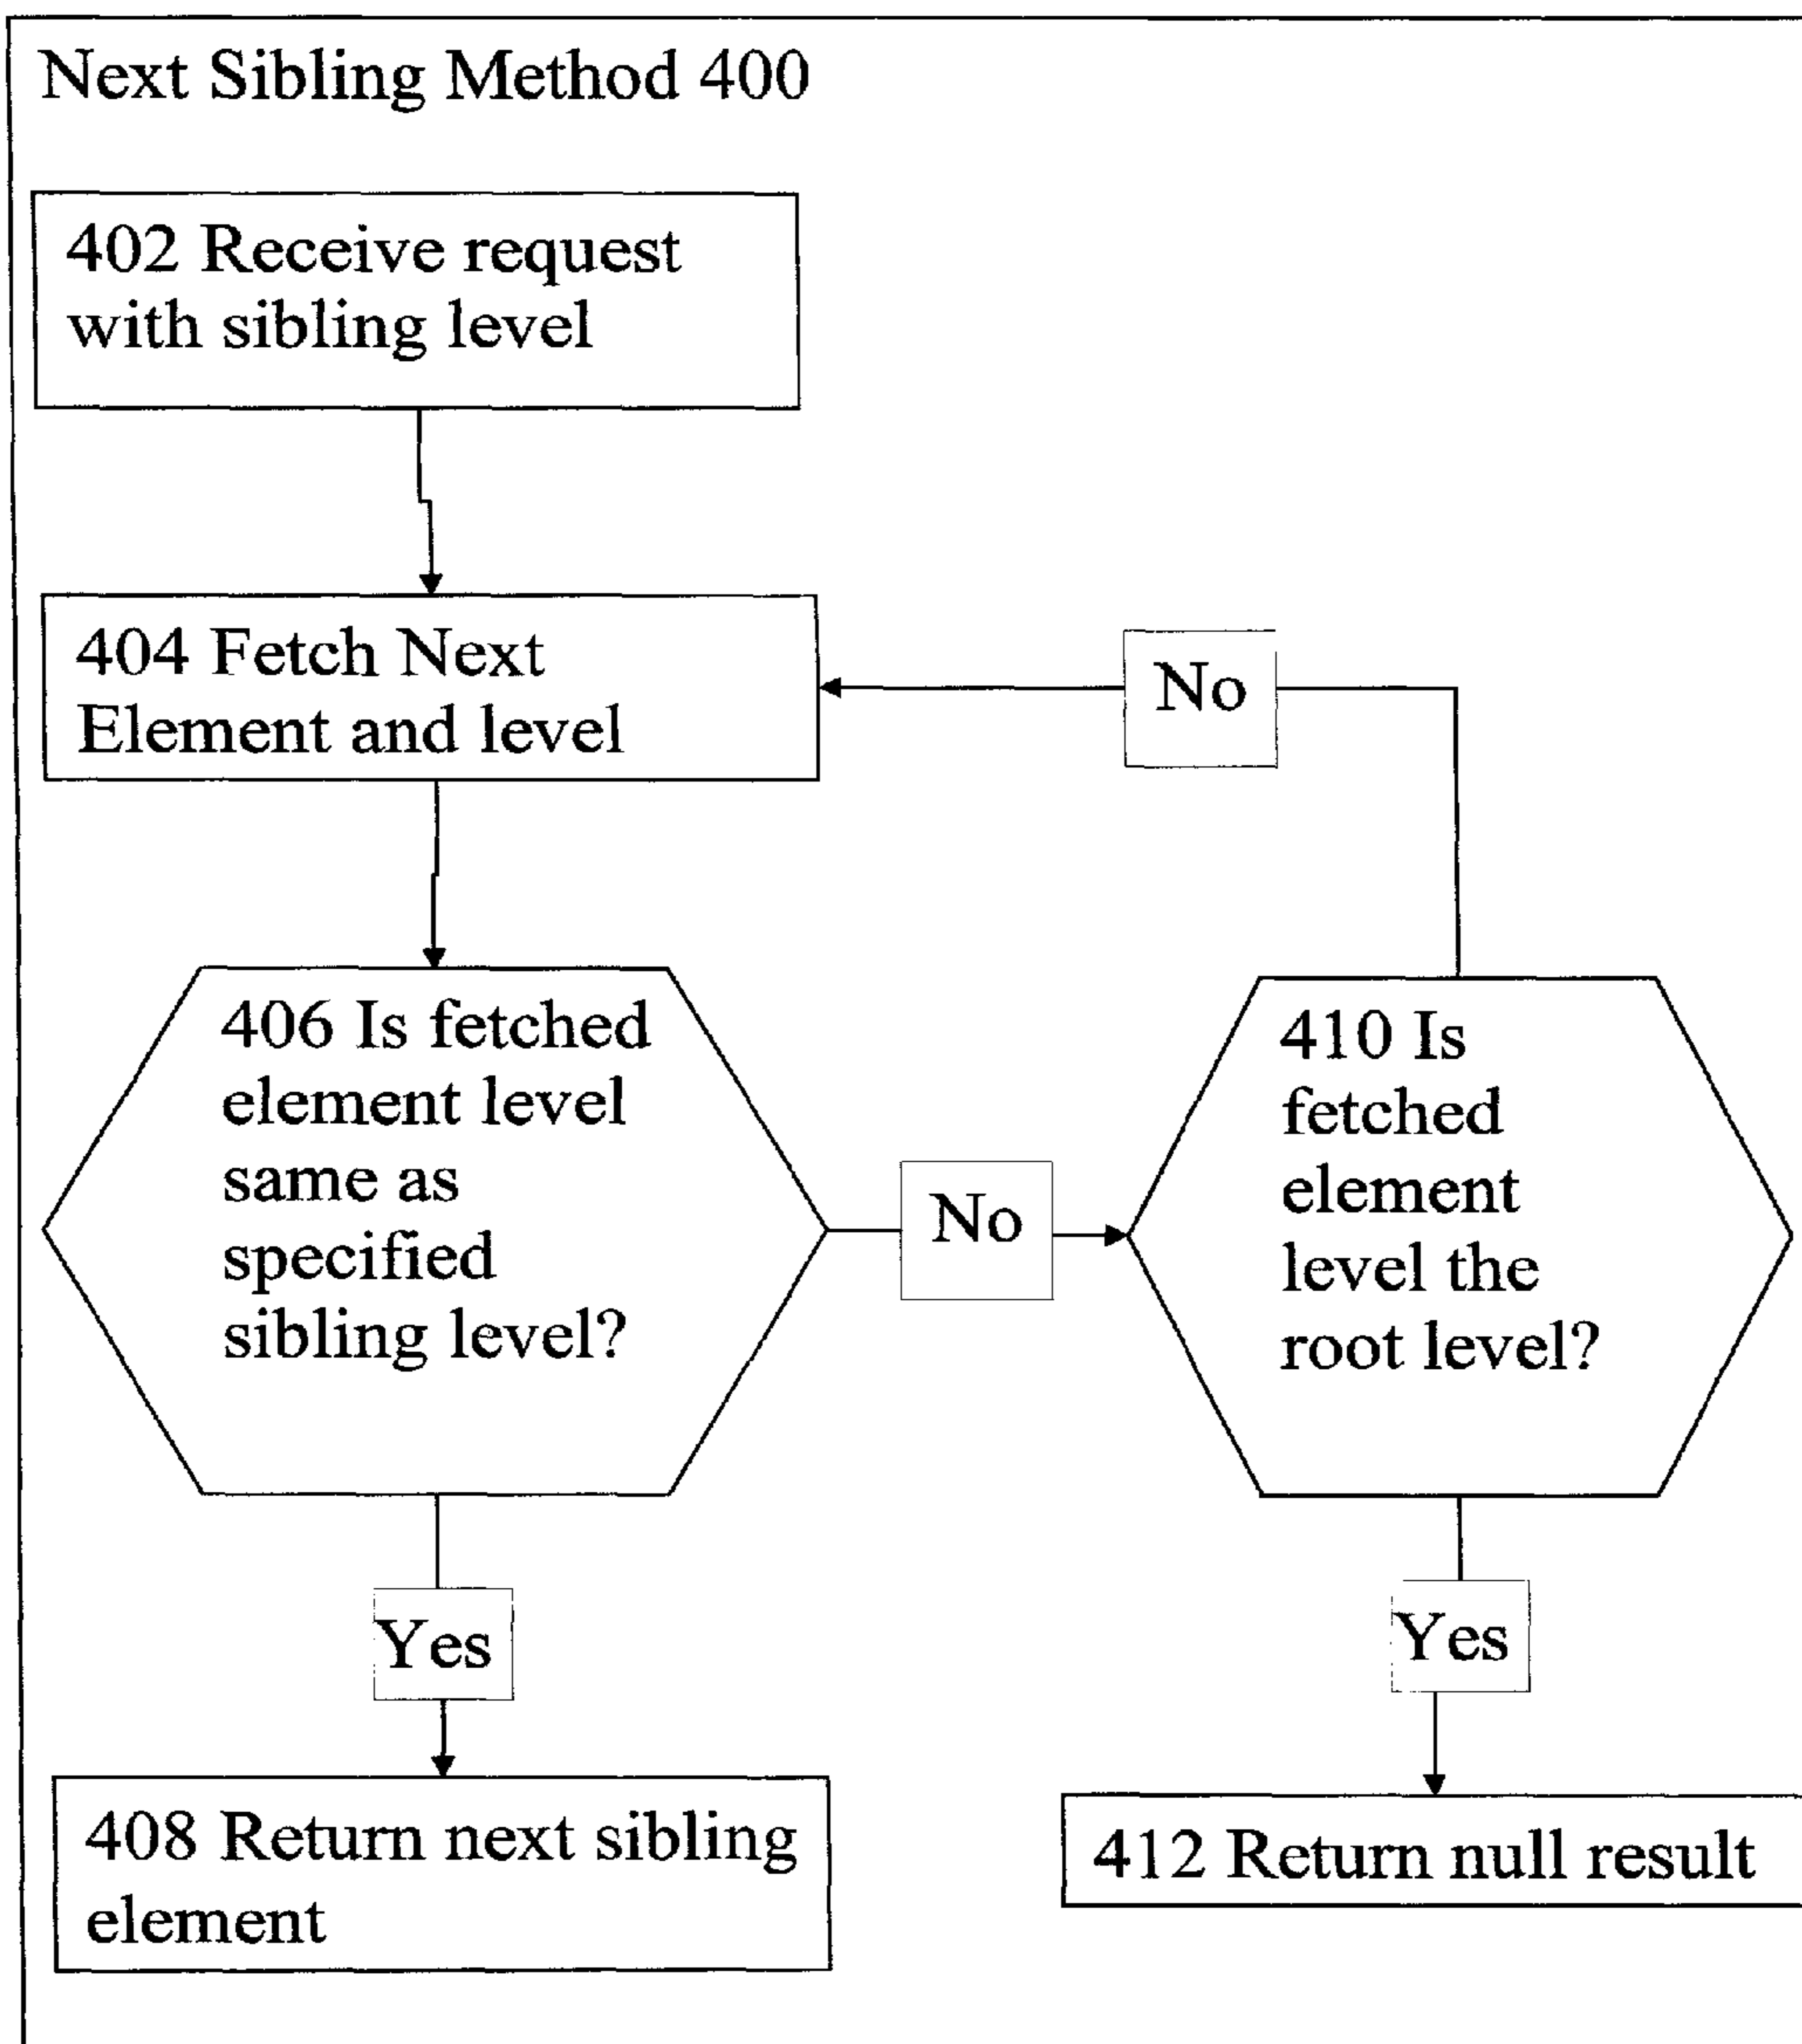 Next Sibling Method 400
402 Receive request
with sibling level
404 Fetch Next
Element and level
No
406 Is fetched
element level
same as
specified
sibling level?
No
410 Is
fetched
element
level the
root level?
Yes
Yes
408 Return next sibling
element
412 Return null result